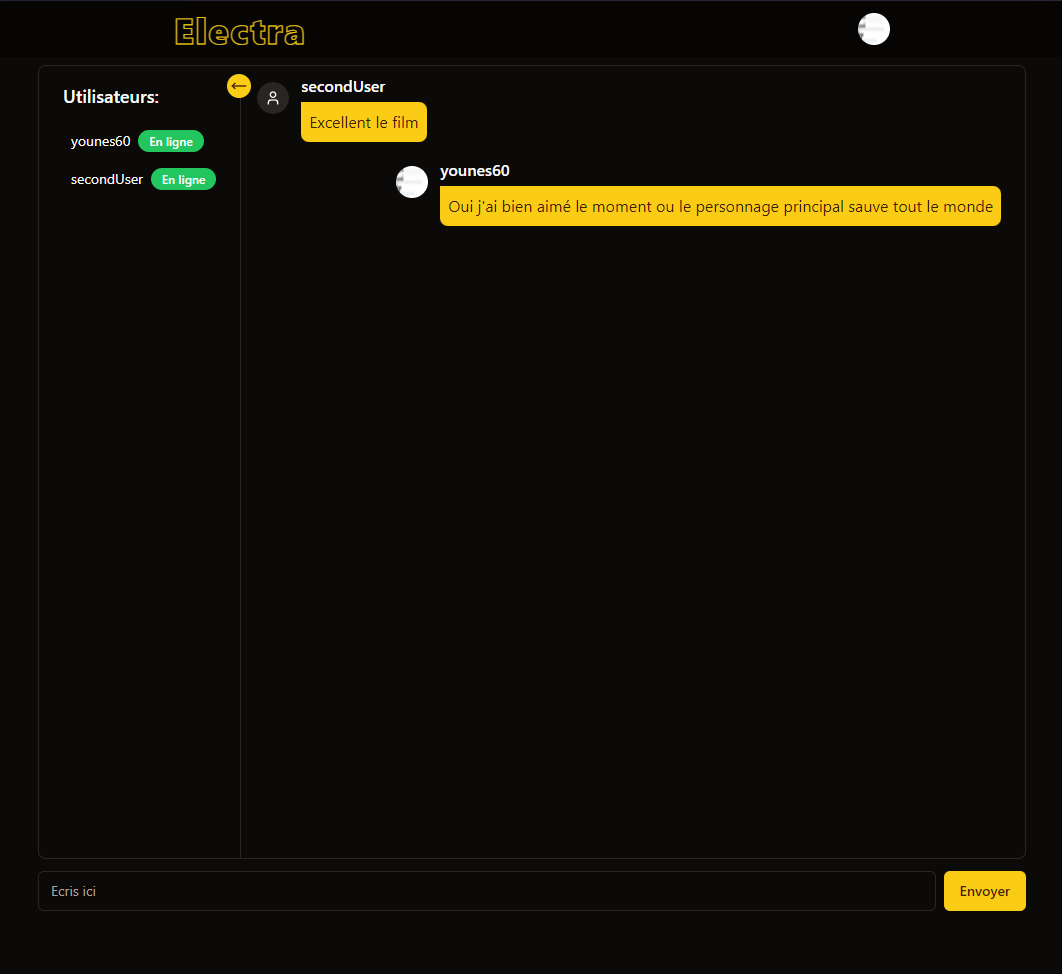 Electra
Utilisateurs:
younes60 En ligne
secondUser En ligne
secondUser
Excellent le film
younes60
Oui j'ai bien aimé le moment ou le personnage principal sauve tout le monde
Ecris ici
Envoyer